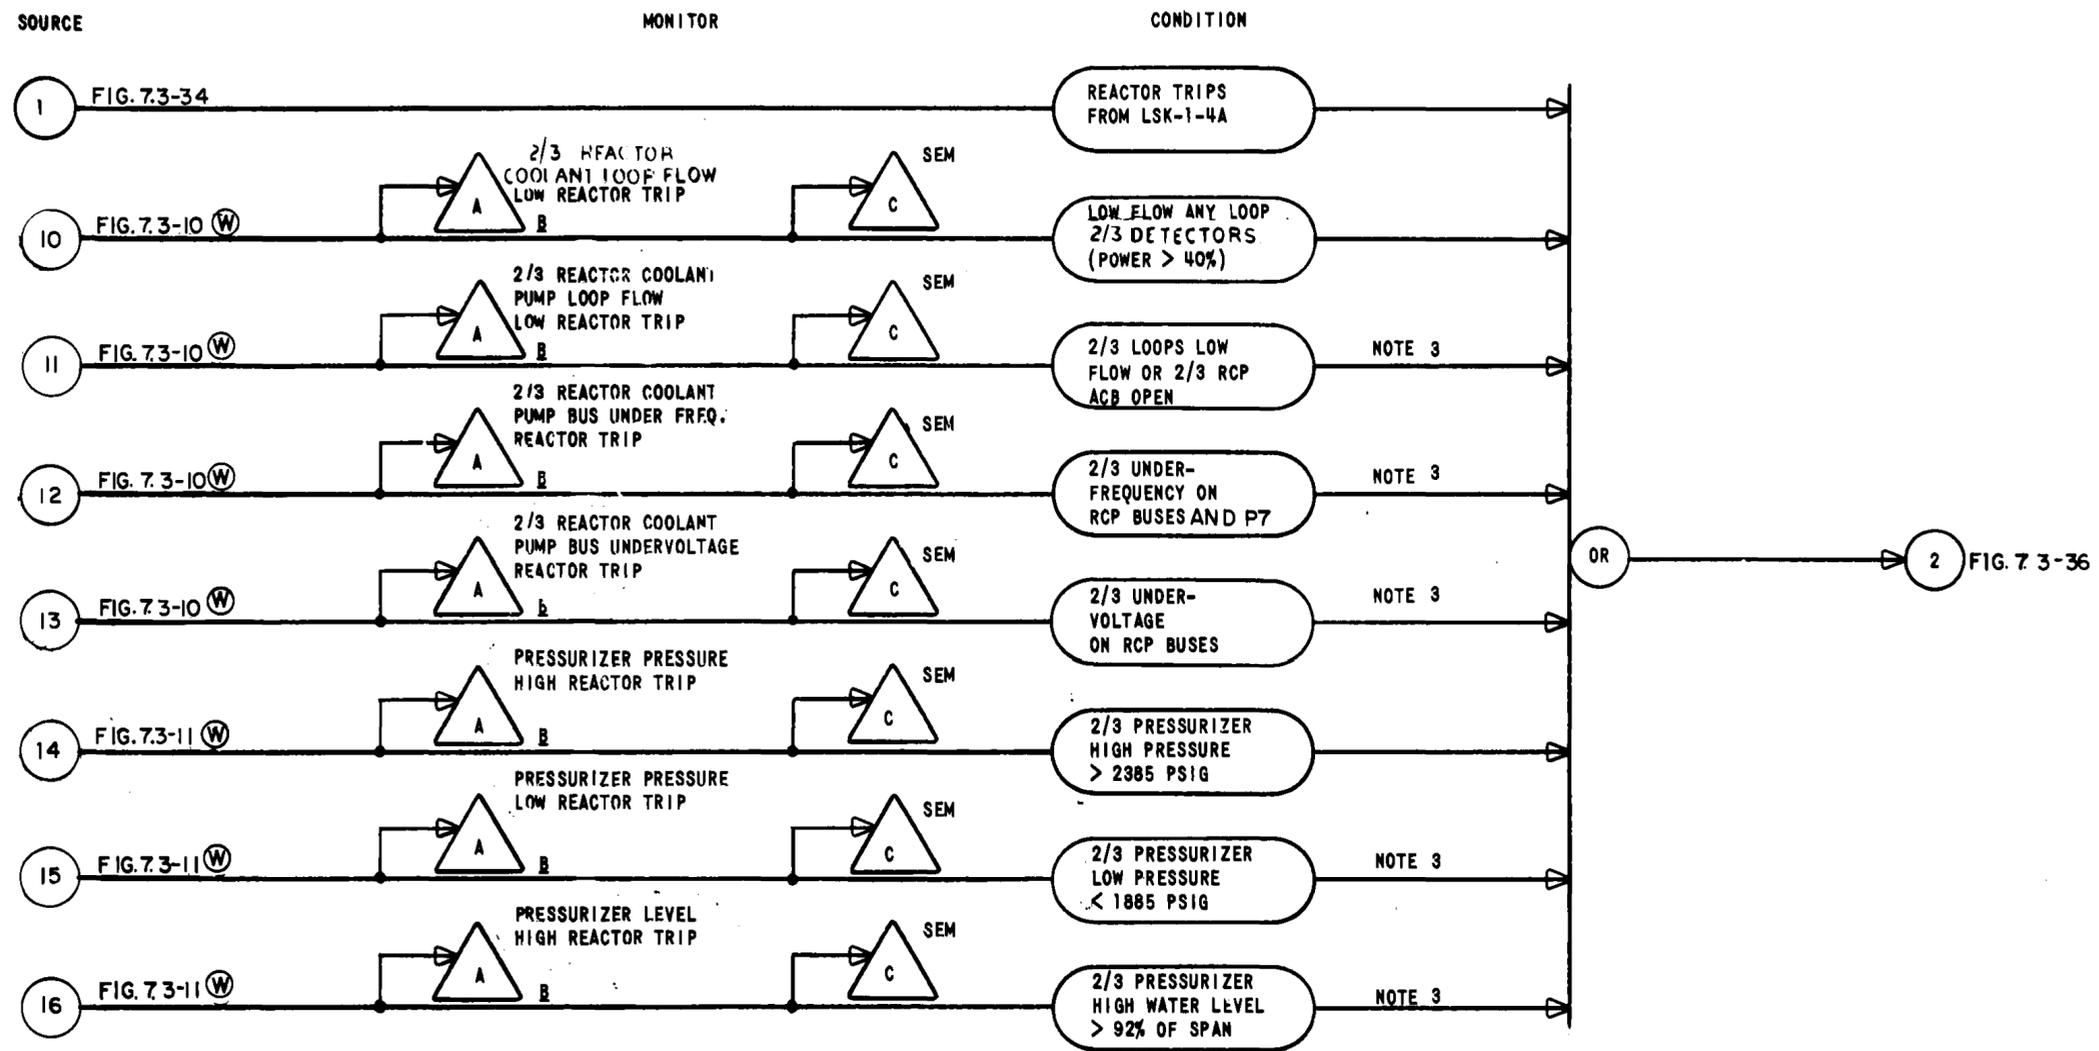 SOURCE MONITOR CONDITION
1 FIG. 7.3-34
REACTOR TRIPS
FROM LSK-1-4A
2/3 REACTOR
COOLANT LOOP FLOW
LOW REACTOR TRIP
A
B
SEM
C
10 FIG. 7.3-10 W
LOW FLOW ANY LOOP
2/3 DETECTORS
(POWER > 40%)
2/3 REACTOR COOLANT
PUMP LOOP FLOW
LOW REACTOR TRIP
A
B
SEM
C
11 FIG. 7.3-10 W
2/3 LOOPS LOW
FLOW OR 2/3 RCP
ACB OPEN
NOTE 3
2/3 REACTOR COOLANT
PUMP BUS UNDER FREQ.
REACTOR TRIP
A
B
SEM
C
12 FIG. 7.3-10 W
2/3 UNDER-
FREQUENCY ON
RCP BUSES AND P7
NOTE 3
2/3 REACTOR COOLANT
PUMP BUS UNDERVOLTAGE
REACTOR TRIP
A
B
SEM
C
13 FIG. 7.3-10 W
2/3 UNDER-
VOLTAGE
ON RCP BUSES
NOTE 3
OR
2 FIG. 7.3-36
PRESSURIZER PRESSURE
HIGH REACTOR TRIP
A
B
SEM
C
14 FIG. 7.3-11 W
2/3 PRESSURIZER
HIGH PRESSURE
> 2385 PSIG
PRESSURIZER PRESSURE
LOW REACTOR TRIP
A
B
SEM
C
15 FIG. 7.3-11 W
2/3 PRESSURIZER
LOW PRESSURE
< 1885 PSIG
NOTE 3
PRESSURIZER LEVEL
HIGH REACTOR TRIP
A
B
SEM
C
16 FIG. 7.3-11 W
2/3 PRESSURIZER
HIGH WATER LEVEL
> 92% OF SPAN
NOTE 3